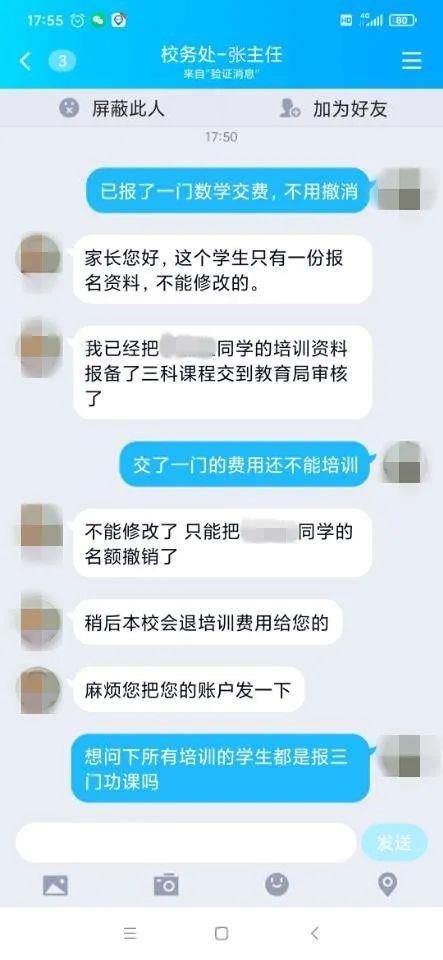 17:55
HD
4G
80
3
校务处-张主任
来自"验证消息"
屏蔽此人
加为好友
17:50
已报了一门数学交费，不用撤消
家长您好，这个学生只有一份报
名资料，不能修改的。
我已经把
同学的培训资料
报备了三科课程交到教育局审核
了
交了一门的费用还不能培训
不能修改了 只能把
同学的
名额撤销了
稍后本校会退培训费用给您的
麻烦您把您的账户发一下
想问下所有培训的学生都是报三
门功课吗
发送